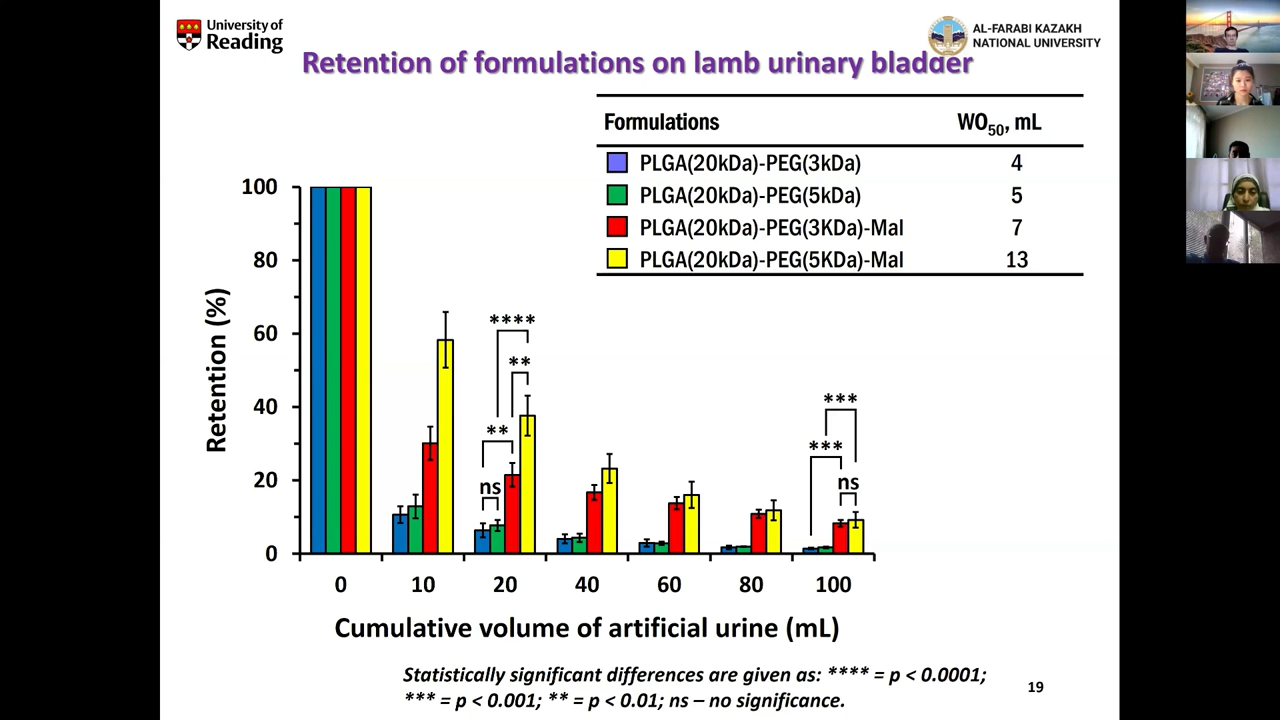 University of
Reading
AL-FARABI KAZAKH
NATIONAL UNIVERSITY
Retention of formulations on lamb urinary bladder
Formulations WO50, mL
PLGA(20kDa)-PEG(3kDa) 4
PLGA(20kDa)-PEG(5kDa) 5
PLGA(20kDa)-PEG(3KDa)-Mal 7
PLGA(20kDa)-PEG(5KDa)-Mal 13
Retention (%)
100
80
60
40
20
0
****
**
**
ns
***
***
ns
0 10 20 40 60 80 100
Cumulative volume of artificial urine (mL)
Statistically significant differences are given as: **** = p < 0.0001;
*** = p < 0.001; ** = p < 0.01; ns – no significance.
19